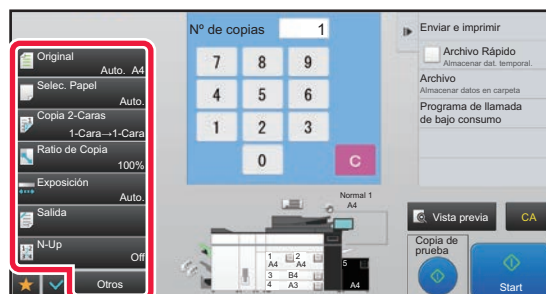 Original
Auto. A4
Selec. Papel
Auto.
Copia 2-Caras
1-Cara→1-Cara
Ratio de Copia
100%
Exposición
Auto.
Salida
N-Up
Off
Otros
Nº de copias 1
7 8 9
4 5 6
1 2 3
0 C
Normal 1
A4
1 A4 2 A4 5
3 B4
4 A3 A4
Enviar e imprimir
Archivo Rápido
Almacenar dat. temporal.
Archivo
Almacenar datos en carpeta
Programa de llamada
de bajo consumo
Vista previa CA
Copia de
prueba
Start